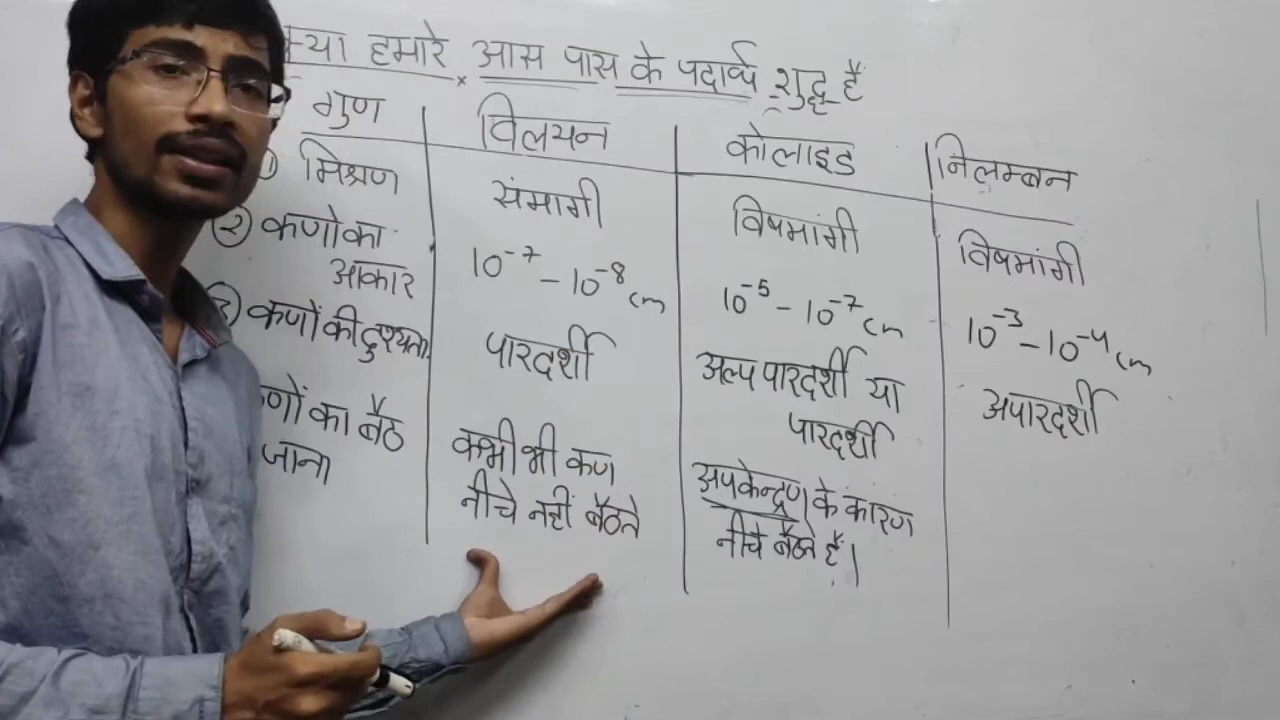 क्या हमारे आस पास के पदार्थ शुद्ध हैं
गुण विलयन कोलाइड निलम्बन
मिश्रण संमागी विषमांगी विषमांगी
२ कणोका आकार 10⁻⁷ – 10⁻⁸ cm 10⁻⁵ – 10⁻⁷ cm 10⁻³ – 10⁻⁴ cm
कणों की दुश्यता पारदर्शी अल्प पारदर्शी या पारदर्शी अपारदर्शी
का बैठ जाना कभी भी कण नीचे नहीं बैठते अपकेन्द्रण के कारण नीचे बैठते हैं।